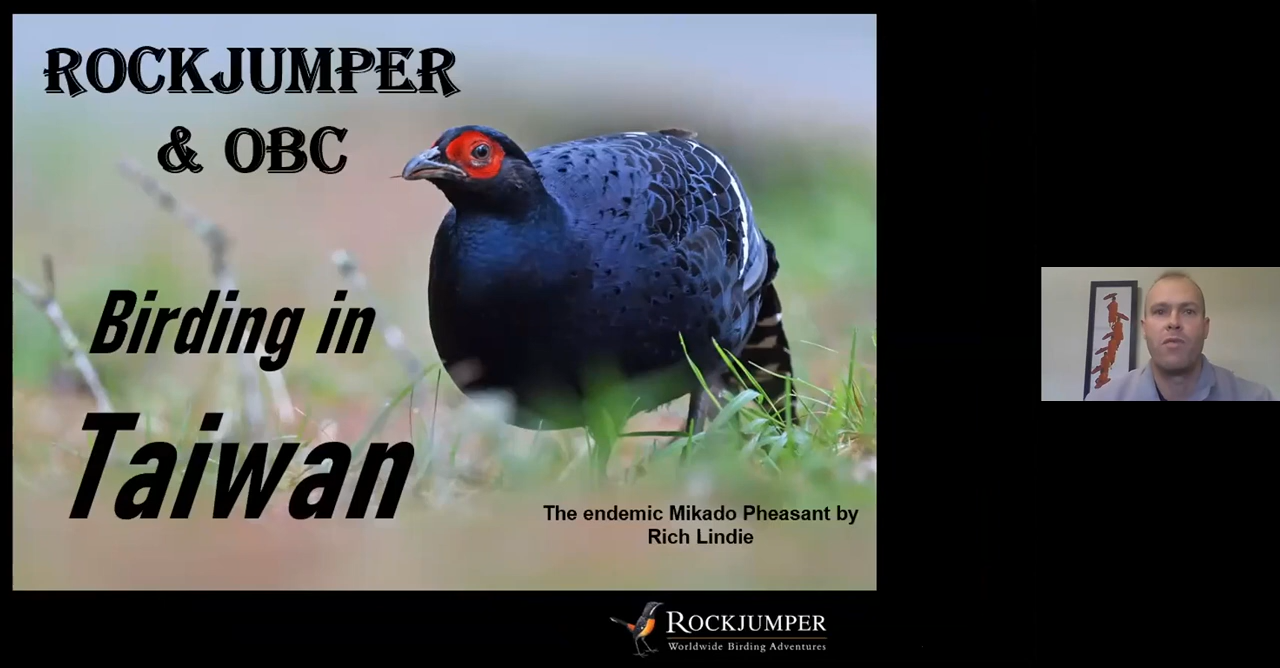 ROCKJUMPER
& OBC
Birding in
Taiwan
The endemic Mikado Pheasant by
Rich Lindie
ROCKJUMPER
Worldwide Birding Adventures